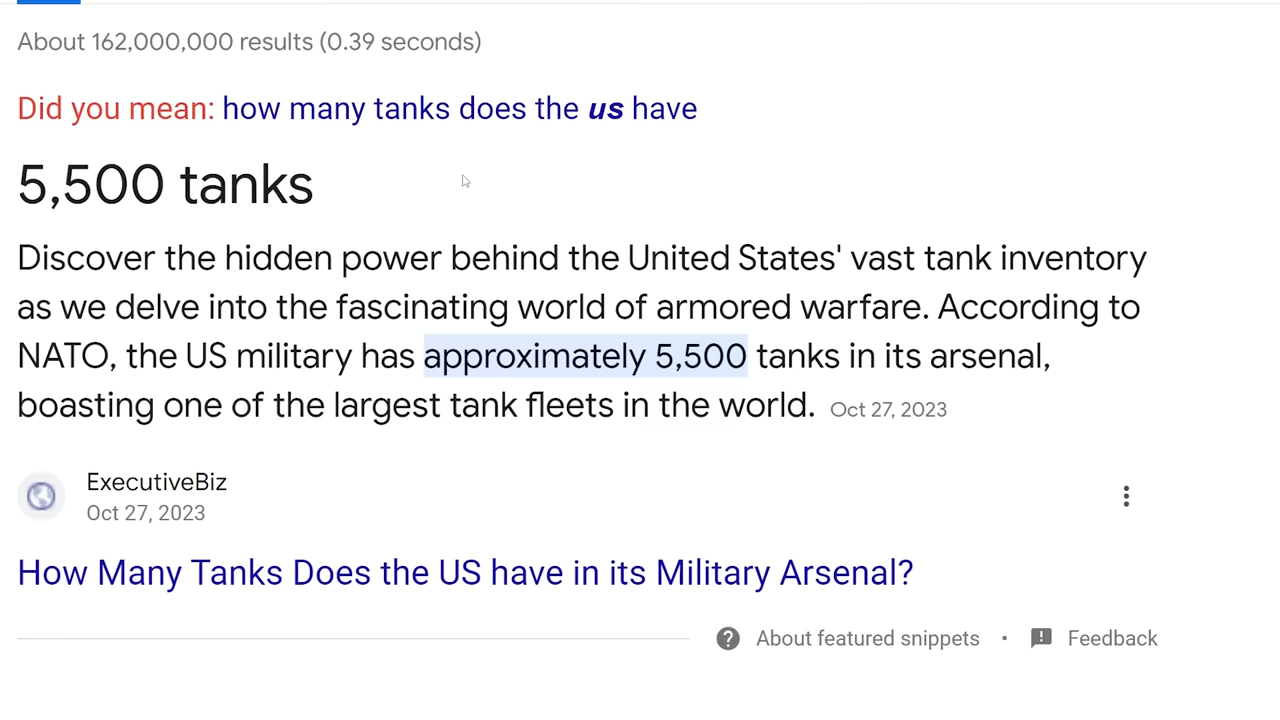 About 162,000,000 results (0.39 seconds)
Did you mean: how many tanks does the us have
5,500 tanks
Discover the hidden power behind the United States' vast tank inventory
as we delve into the fascinating world of armored warfare. According to
NATO, the US military has approximately 5,500 tanks in its arsenal,
boasting one of the largest tank fleets in the world. Oct 27, 2023
ExecutiveBiz
Oct 27, 2023
How Many Tanks Does the US have in its Military Arsenal?
About featured snippets • Feedback